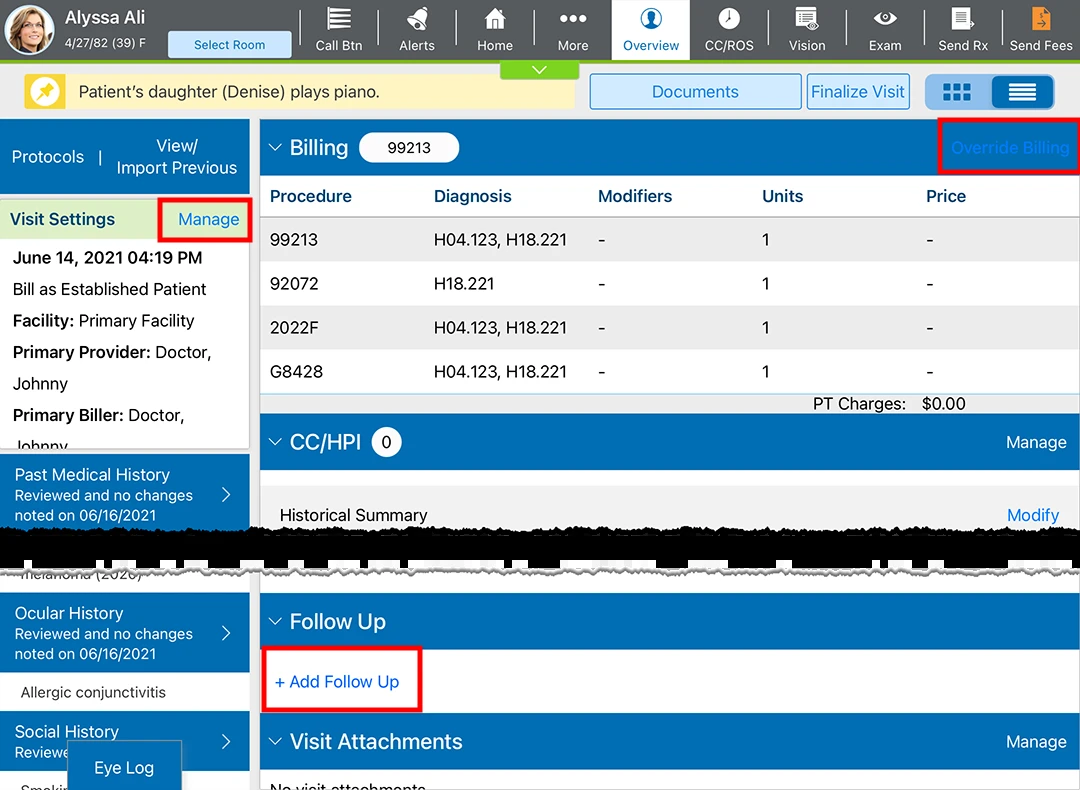 Alyssa Ali
4/27/82 (39) F
Select Room
Call Btn
Alerts
Home
More
Overview
CC/ROS
Vision
Exam
Send Rx
Send Fees
Patient's daughter (Denise) plays piano.
Documents
Finalize Visit
Protocols |
View/
Import Previous
Visit Settings
Manage
June 14, 2021 04:19 PM
Bill as Established Patient
Facility: Primary Facility
Primary Provider: Doctor,
Johnny
Primary Biller: Doctor,
Johnny
Past Medical History
Reviewed and no changes
noted on 06/16/2021
melanoma (2020)
Ocular History
Reviewed and no changes
noted on 06/16/2021
Allergic conjunctivitis
Social History
Reviewe
Eye Log
Smokin
Billing 99213
Override Billing
Procedure Diagnosis Modifiers Units Price
99213 H04.123, H18.221 - 1 -
92072 H18.221 - 1 -
2022F H04.123, H18.221 - 1 -
G8428 H04.123, H18.221 - 1 -
PT Charges: $0.00
CC/HPI 0
Manage
Historical Summary
Modify
Follow Up
+ Add Follow Up
Visit Attachments
Manage
No visit attachments